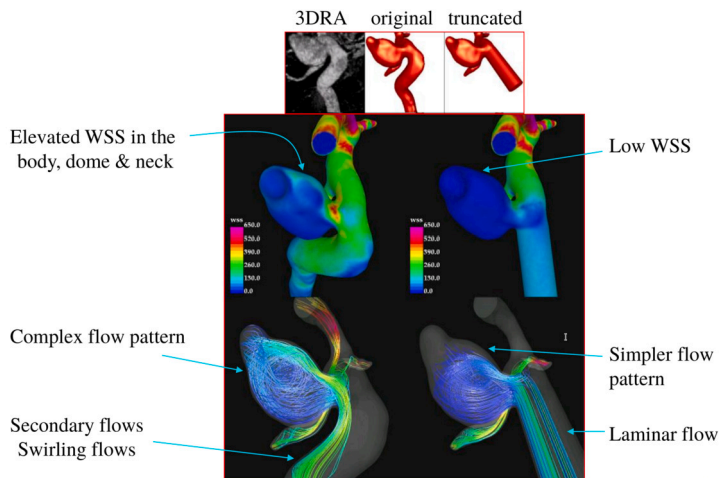 3DRA original truncated
Elevated WSS in the
body, dome & neck
Low WSS
wss
650.0
520.0
390.0
260.0
150.0
0.0
wss
650.0
520.0
390.0
260.0
150.0
0.0
Complex flow pattern
Simpler flow
pattern
Secondary flows
Swirling flows
Laminar flow